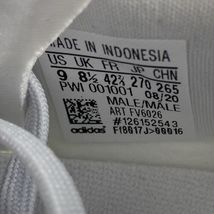 MADE IN INDONESIA
US UK FR JP CHN
9 8½ 42⅔ 270 265
PWI 001001 08/20
MALE/MALE
ART FV6026
#126152543
adidas F(8017J>00016